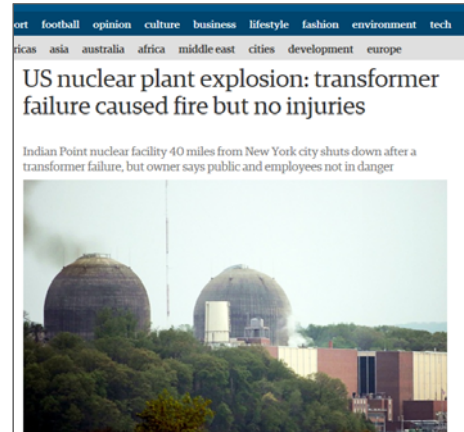 ort football opinion culture business lifestyle fashion environment tech
ricas asia australia africa middle east cities development europe
US nuclear plant explosion: transformer
failure caused fire but no injuries
Indian Point nuclear facility 40 miles from New York city shuts down after a
transformer failure, but owner says public and employees not in danger